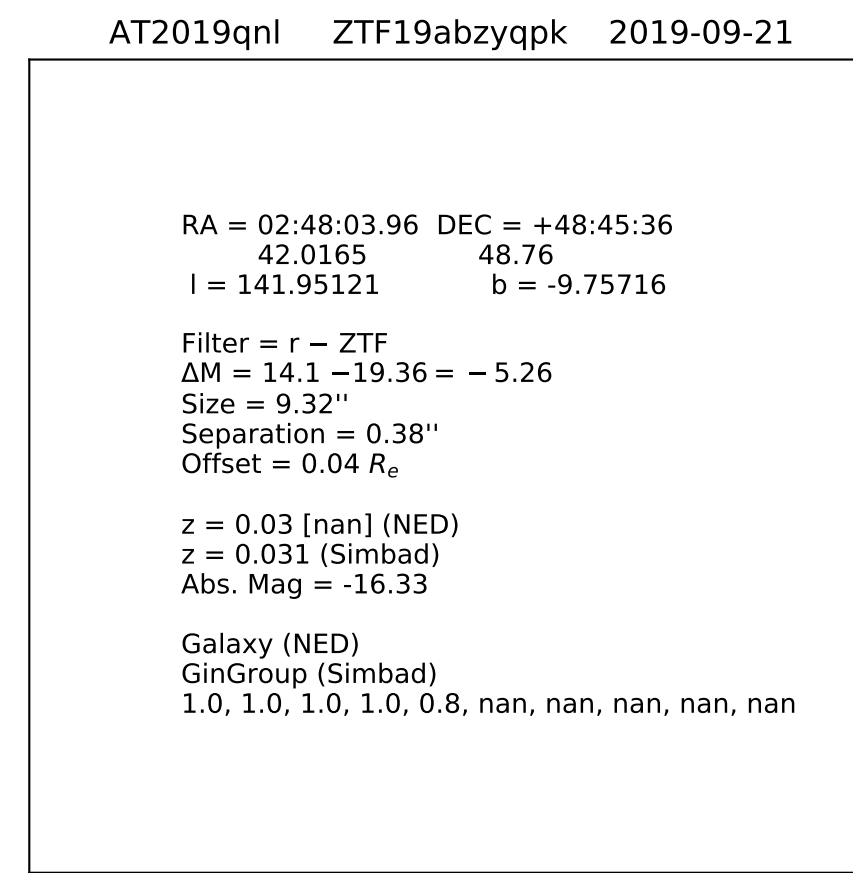 AT2019qnl ZTF19abzyqpk 2019-09-21
RA = 02:48:03.96 DEC = +48:45:36
42.0165 48.76
l = 141.95121 b = -9.75716
Filter = r − ZTF
ΔM = 14.1 −19.36 = − 5.26
Size = 9.32''
Separation = 0.38''
Offset = 0.04 Re
z = 0.03 [nan] (NED)
z = 0.031 (Simbad)
Abs. Mag = -16.33
Galaxy (NED)
GinGroup (Simbad)
1.0, 1.0, 1.0, 1.0, 0.8, nan, nan, nan, nan, nan